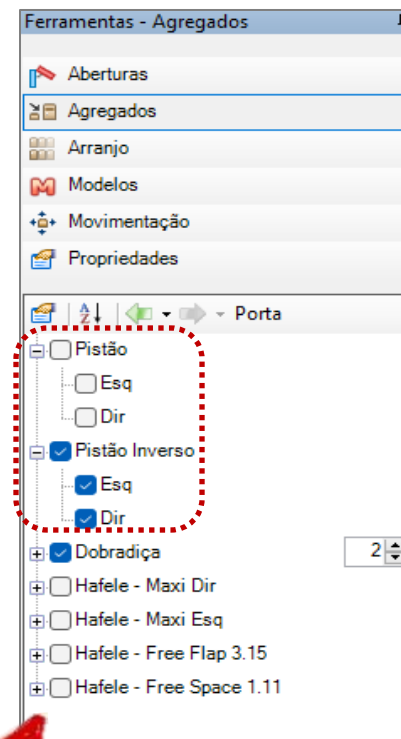 Ferramentas - Agregados
Aberturas
Agregados
Arranjo
Modelos
Movimentação
Propriedades
Porta
Pistão
Esq
Dir
Pistão Inverso
Esq
Dir
Dobradiça 2
Hafele - Maxi Dir
Hafele - Maxi Esq
Hafele - Free Flap 3.15
Hafele - Free Space 1.11